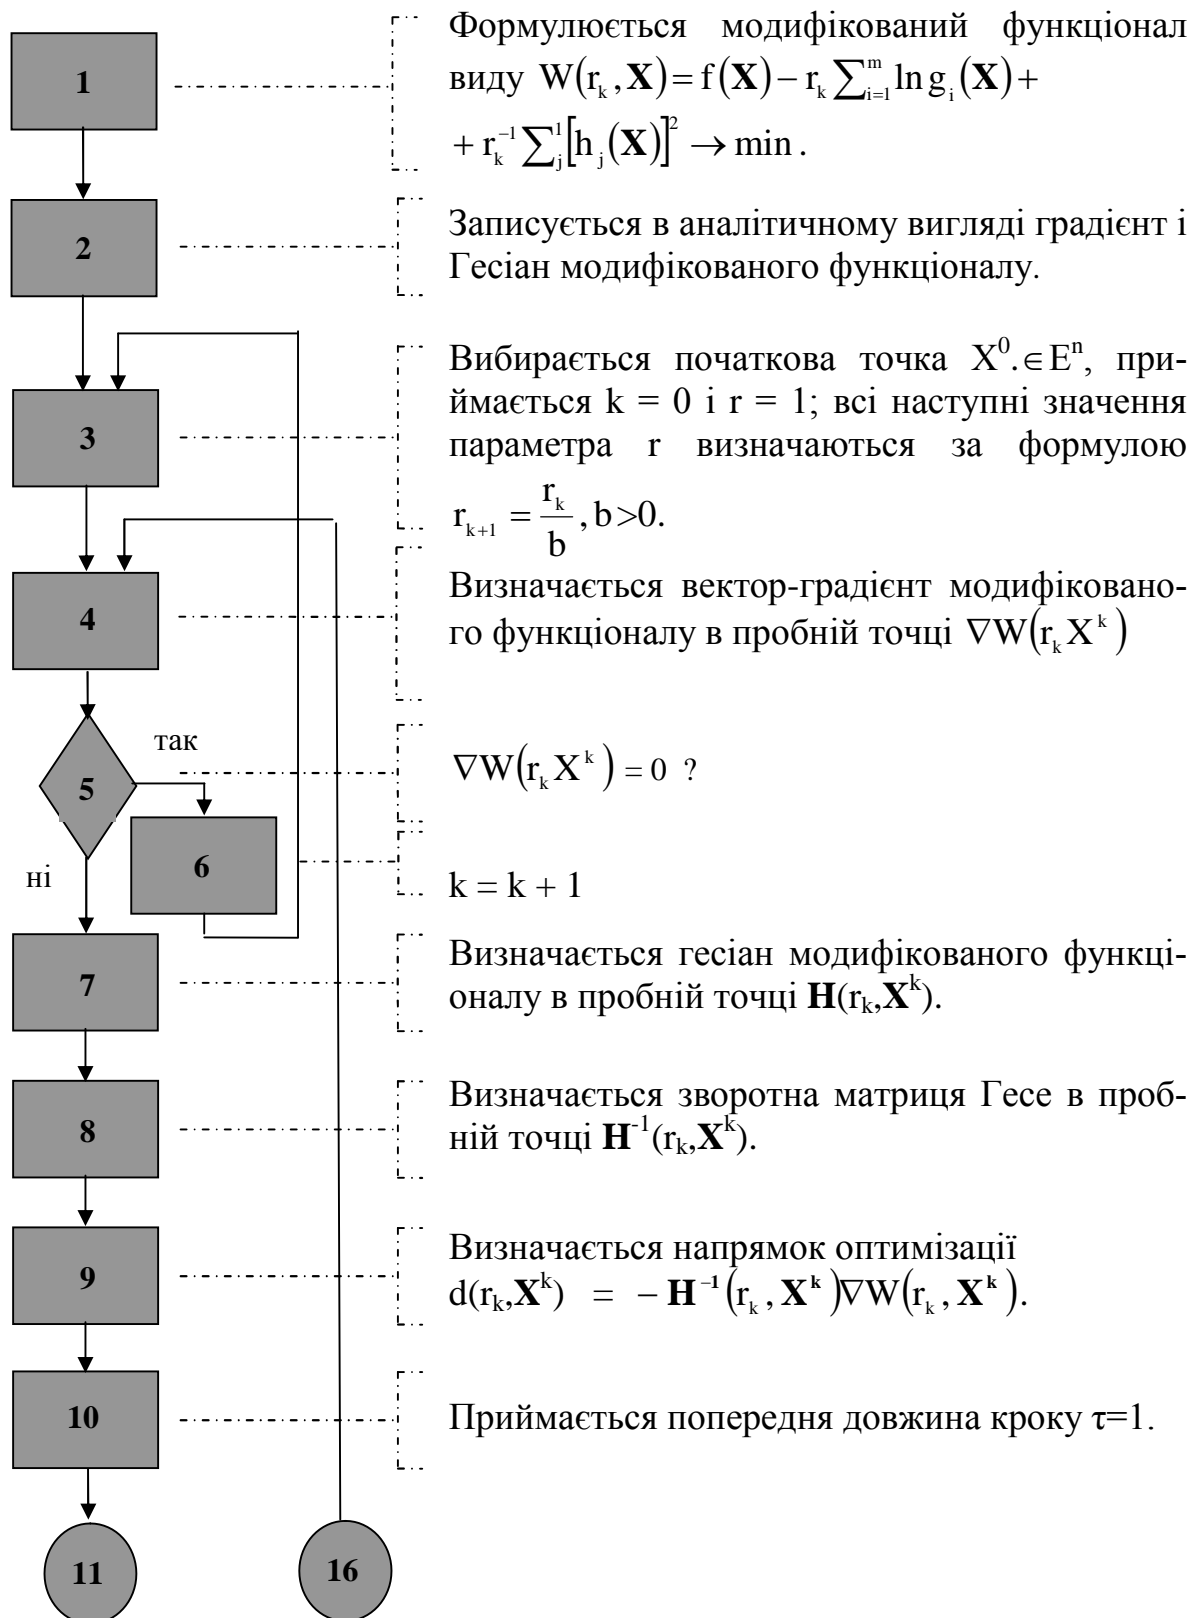 1
Формулюється модифікований функціонал
виду W(r_k, X) = f(X) − r_k ∑_{i=1}^{m} ln g_i(X) +
+ r_k^{-1} ∑_j^l [h_j(X)]^2 → min .
2
Записується в аналітичному вигляді градієнт і
Гесіан модифікованого функціоналу.
3
Вибирається початкова точка X^0.∈E^n, при-
ймається k = 0 і r = 1; всі наступні значення
параметра r визначаються за формулою
r_{k+1} = r_k / b , b>0.
4
Визначається вектор-градієнт модифіковано-
го функціоналу в пробній точці ∇W(r_k X^k)
так
5
∇W(r_k X^k) = 0 ?
6
ні
k = k + 1
7
Визначається гесіан модифікованого функці-
оналу в пробній точці H(r_k,X^k).
8
Визначається зворотна матриця Гесе в проб-
ній точці H^{-1}(r_k,X^k).
9
Визначається напрямок оптимізації
d(r_k,X^k) = − H^{-1}(r_k, X^k)∇W(r_k, X^k).
10
Приймається попередня довжина кроку τ=1.
11
16